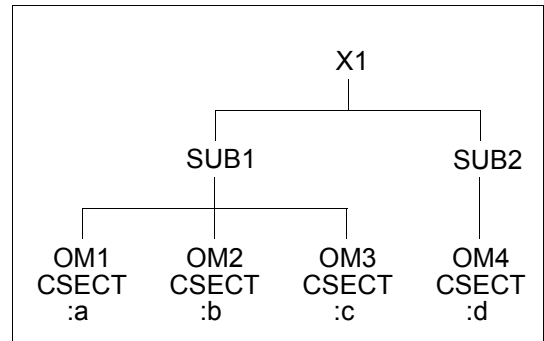 X1
SUB1 SUB2
OM1 OM2 OM3 OM4
CSECT CSECT CSECT CSECT
:a :b :c :d